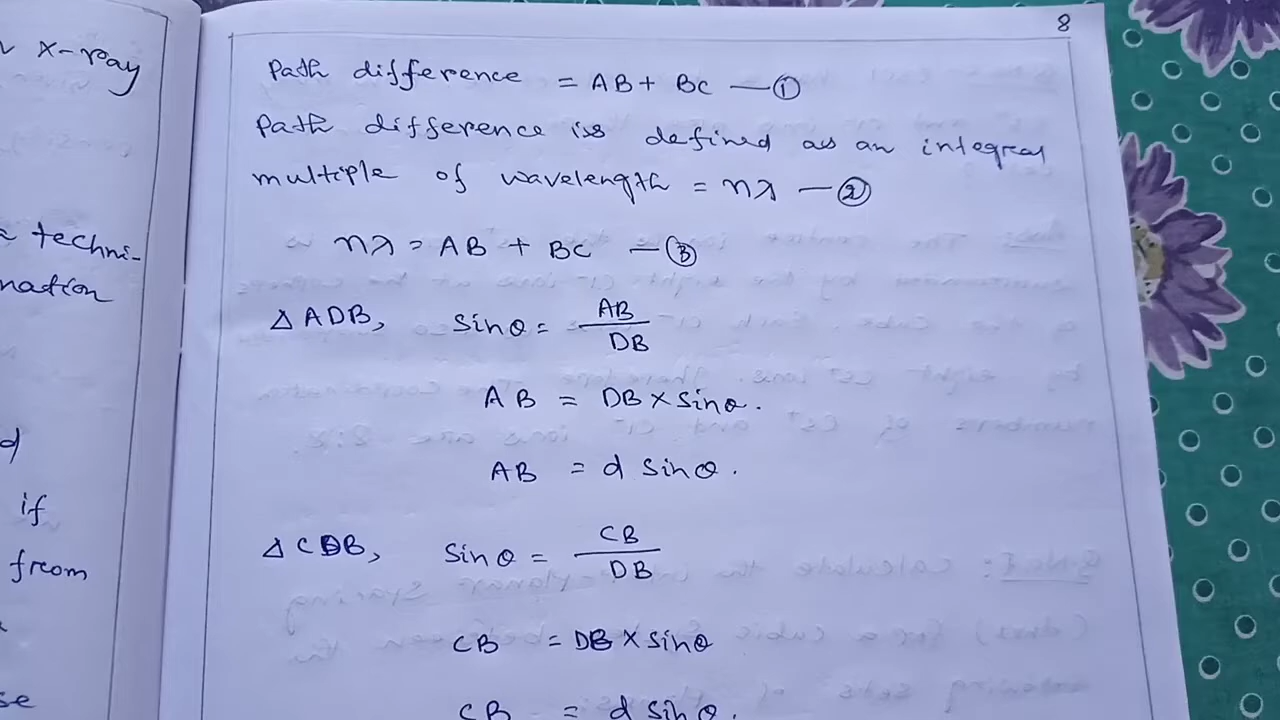 x-ray
techni-
nation
d
if
from
se
8
Path difference = AB + BC — ①
Path difference is defined as an integral
multiple of wavelength = nλ — ②
nλ = AB + BC — ③
Δ ADB, Sinθ = AB / DB
AB = DB × Sinθ.
AB = d Sinθ.
Δ CDB, Sinθ = CB / DB
CB = DB × Sinθ
CB = d Sinθ.